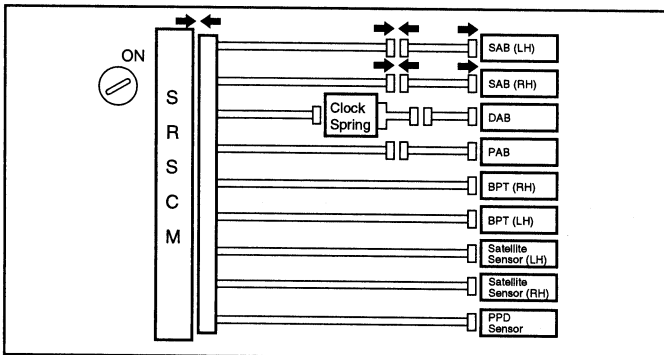 ON
SRSCM
SAB (LH)
SAB (RH)
Clock
Spring
DAB
PAB
BPT (RH)
BPT (LH)
Satellite
Sensor (LH)
Satellite
Sensor (RH)
PPD
Sensor